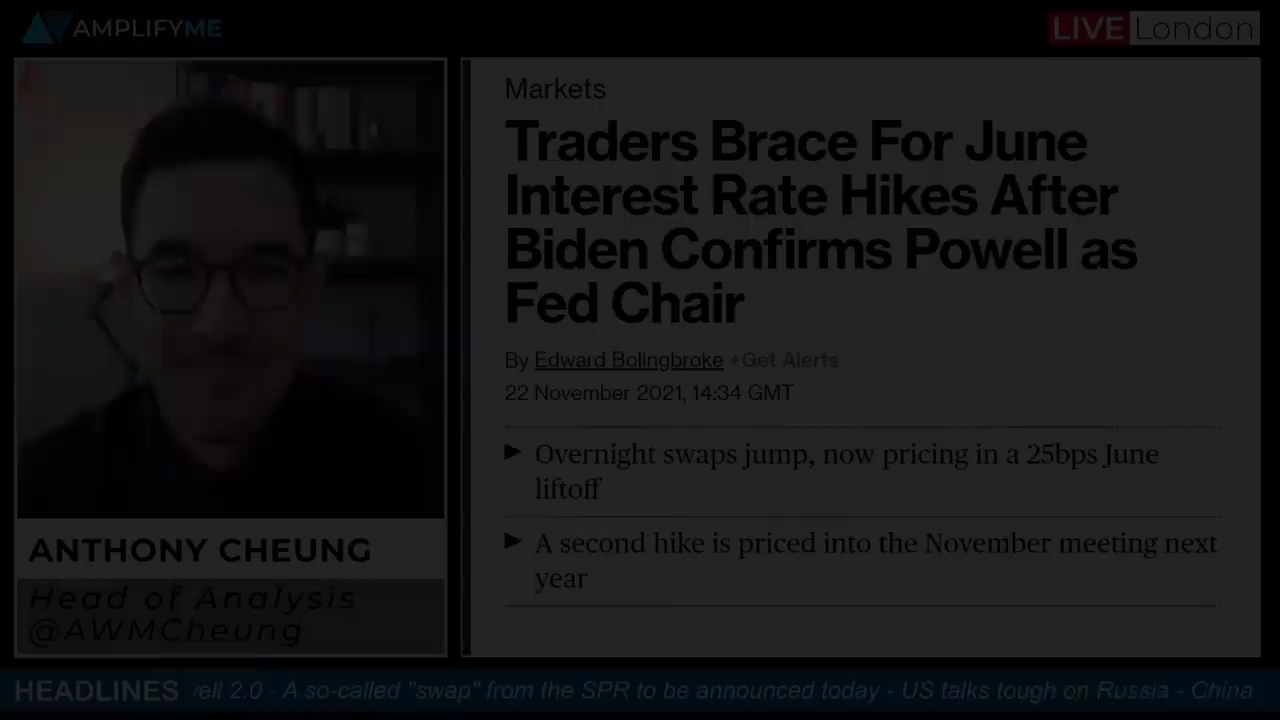 AMPLIFYME
LIVE London
Markets
Traders Brace For June
Interest Rate Hikes After
Biden Confirms Powell as
Fed Chair
By Edward Bolingbroke +Get Alerts
22 November 2021, 14:34 GMT
Overnight swaps jump, now pricing in a 25bps June
liftoff
A second hike is priced into the November meeting next
year
ANTHONY CHEUNG
Head of Analysis
@AWMCheung
HEADLINES ell 2.0 - A so-called "swap" from the SPR to be announced today - US talks tough on Russia - China